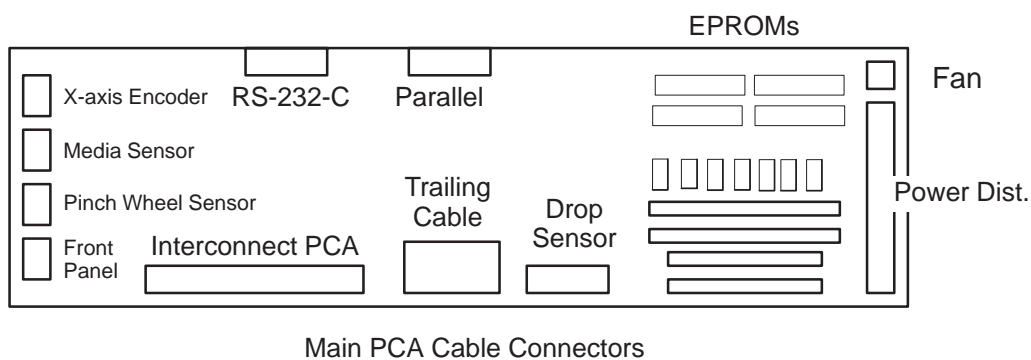 EPROMs
X-axis Encoder
RS-232-C
Parallel
Fan
Media Sensor
Pinch Wheel Sensor
Trailing
Cable
Drop
Sensor
Power Dist.
Front
Panel
Interconnect PCA
Main PCA Cable Connectors